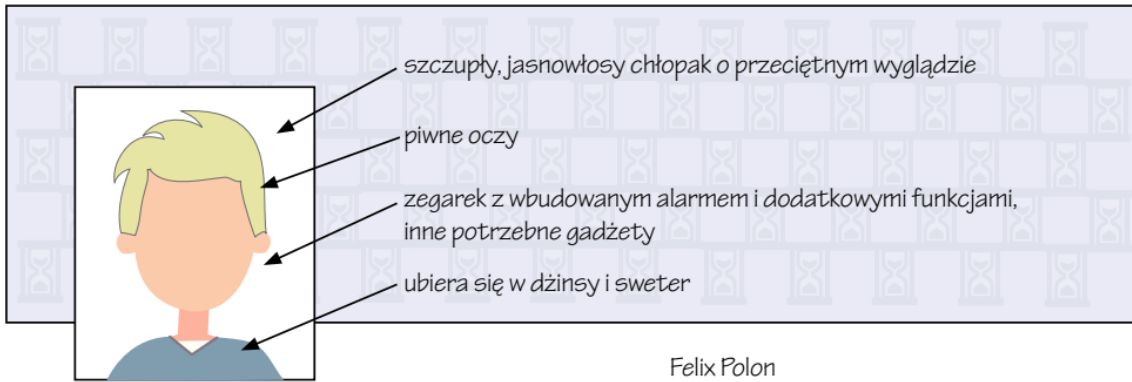 szczupły, jasnowłosy chłopak o przeciętnym wyglądzie
piwne oczy
zegarek z wbudowanym alarmem i dodatkowymi funkcjami,
inne potrzebne gadżety
ubiera się w dżinsy i sweter
Felix Polon